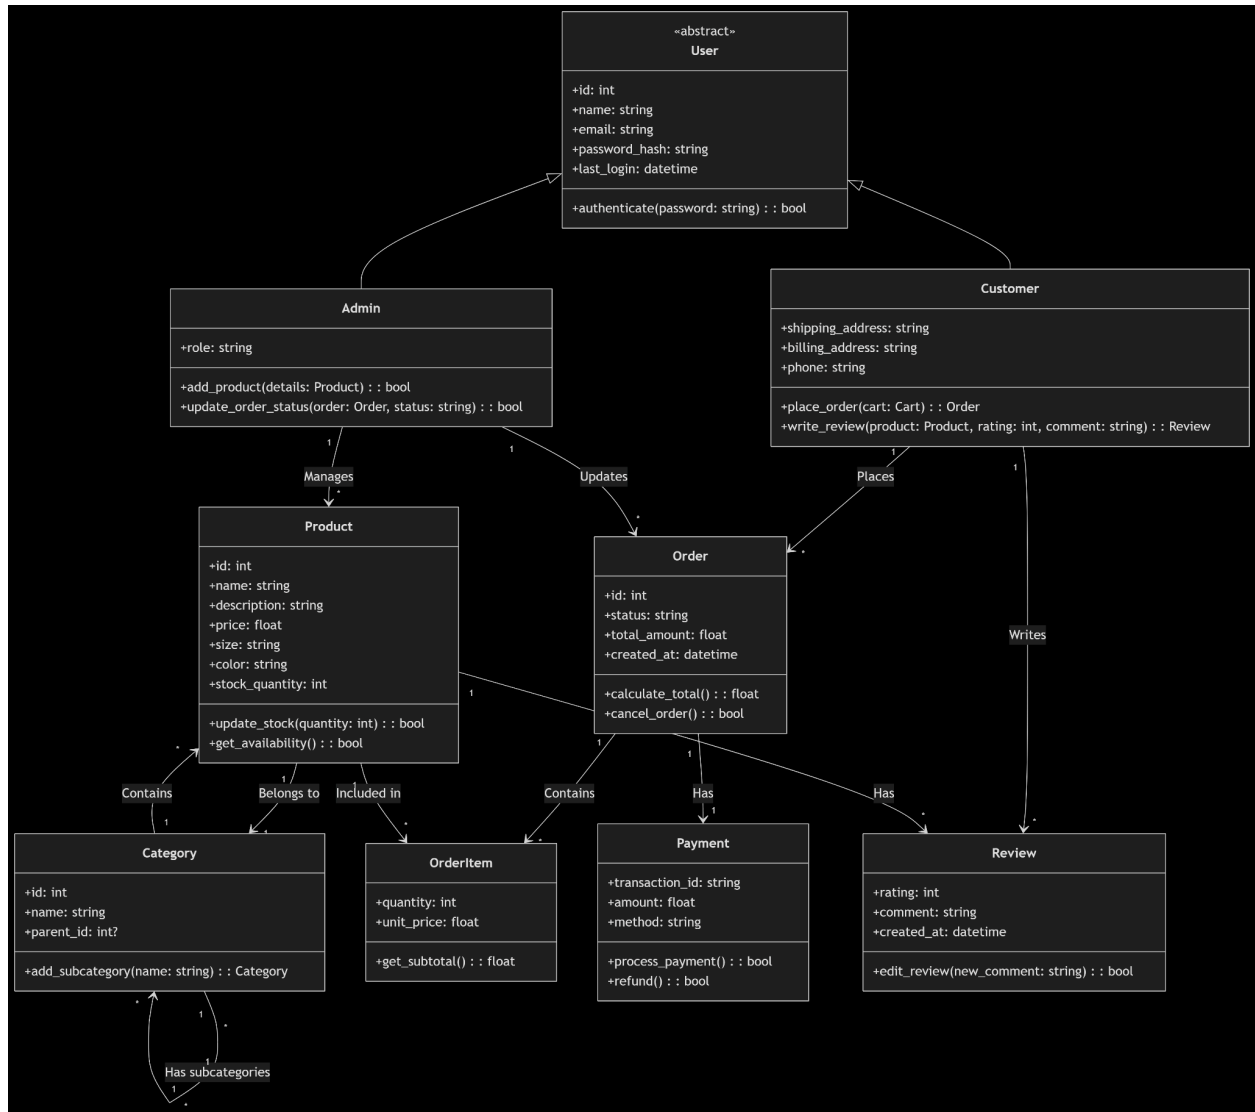 «abstract»
User
+id: int
+name: string
+email: string
+password_hash: string
+last_login: datetime
+authenticate(password: string) : : bool
Admin
+role: string
+add_product(details: Product) : : bool
+update_order_status(order: Order, status: string) : : bool
Customer
+shipping_address: string
+billing_address: string
+phone: string
+place_order(cart: Cart) : : Order
+write_review(product: Product, rating: int, comment: string) : : Review
1
Manages
*
1
Updates
*
1
Places
*
1
Writes
*
Product
+id: int
+name: string
+description: string
+price: float
+size: string
+color: string
+stock_quantity: int
+update_stock(quantity: int) : : bool
+get_availability() : : bool
Order
+id: int
+status: string
+total_amount: float
+created_at: datetime
+calculate_total() : : float
+cancel_order() : : bool
*
Contains
1
1
Belongs to
1
1
Included in
*
1
Contains
*
1
Has
1
1
Has
*
Category
+id: int
+name: string
+parent_id: int?
+add_subcategory(name: string) : : Category
OrderItem
+quantity: int
+unit_price: float
+get_subtotal() : : float
Payment
+transaction_id: string
+amount: float
+method: string
+process_payment() : : bool
+refund() : : bool
Review
+rating: int
+comment: string
+created_at: datetime
+edit_review(new_comment: string) : : bool
*
1
*
1
Has subcategories
1
*